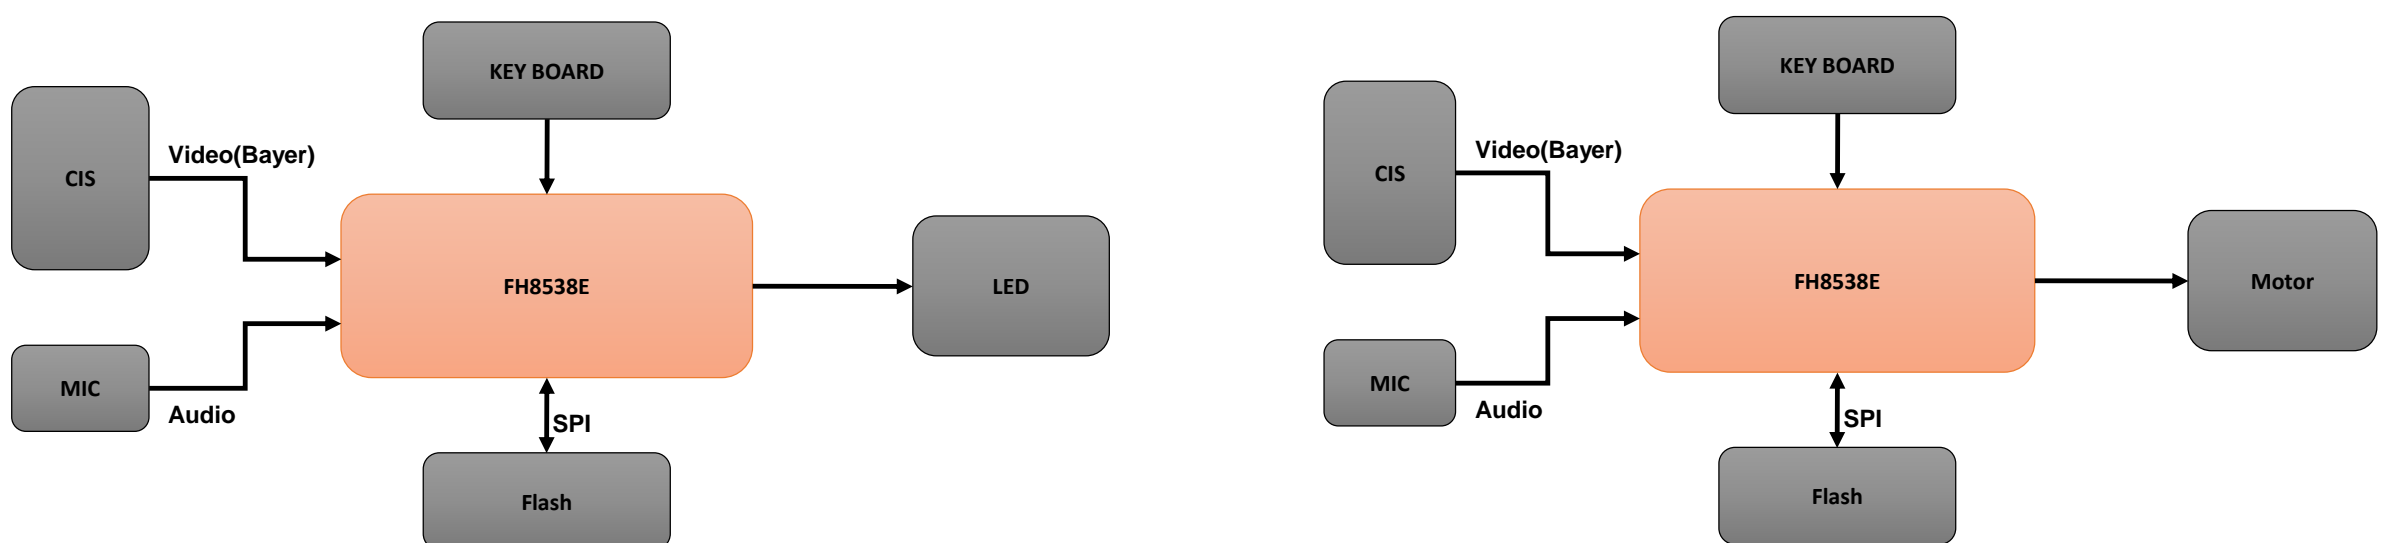 KEY BOARD
CIS
Video(Bayer)
FH8538E
LED
MIC
Audio
SPI
Flash
KEY BOARD
CIS
Video(Bayer)
FH8538E
Motor
MIC
Audio
SPI
Flash